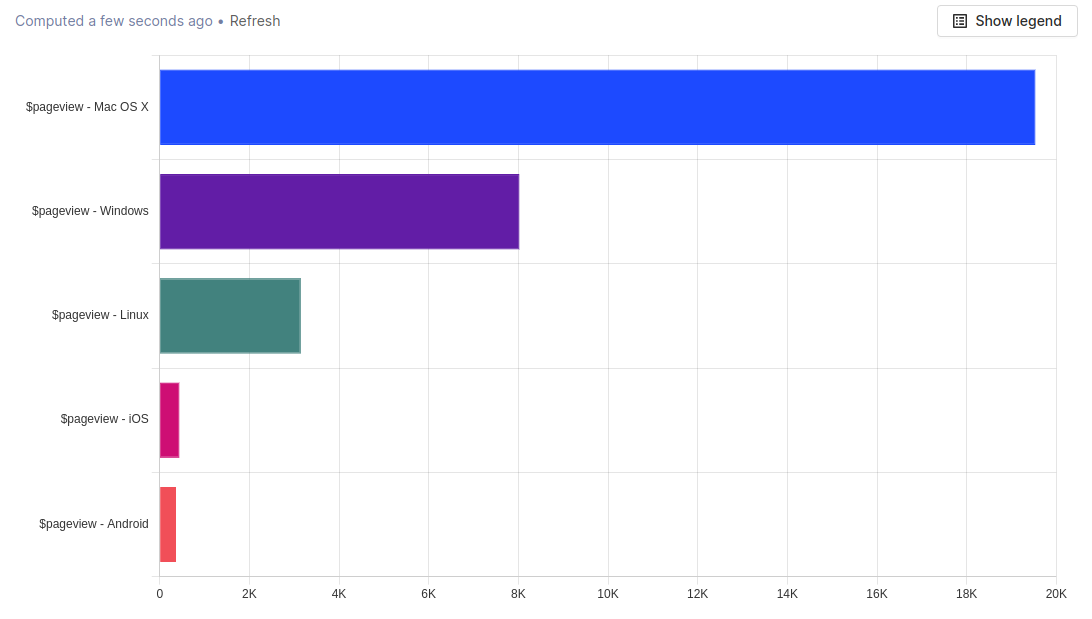 Computed a few seconds ago • Refresh
Show legend
$pageview - Mac OS X
$pageview - Windows
$pageview - Linux
$pageview - iOS
$pageview - Android
0 2K 4K 6K 8K 10K 12K 14K 16K 18K 20K